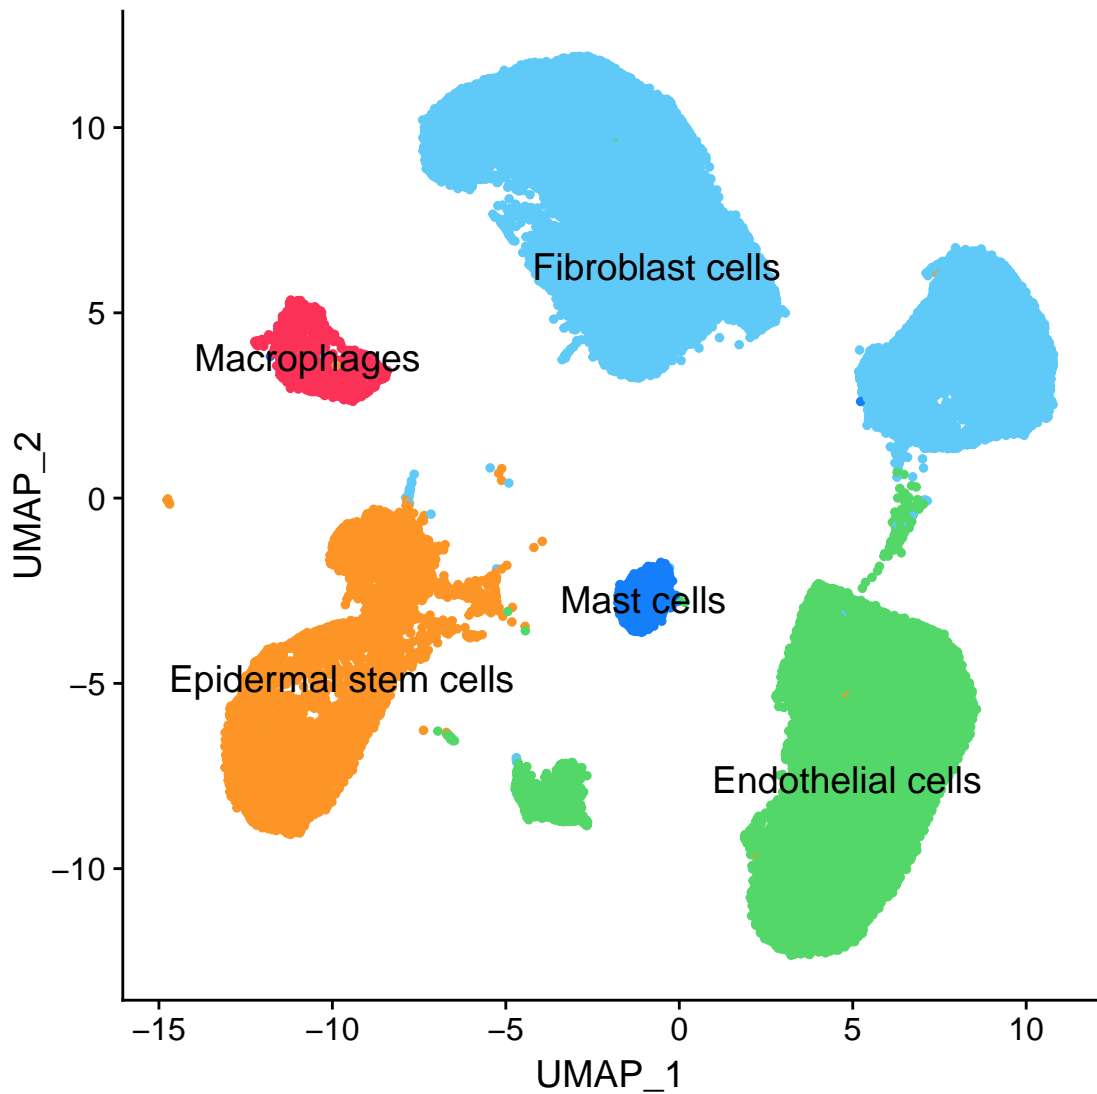 UMAP_2
10
5
0
−5
−10
Fibroblast cells
Macrophages
Mast cells
Epidermal stem cells
Endothelial cells
−15
−10
−5
0
5
10
UMAP_1